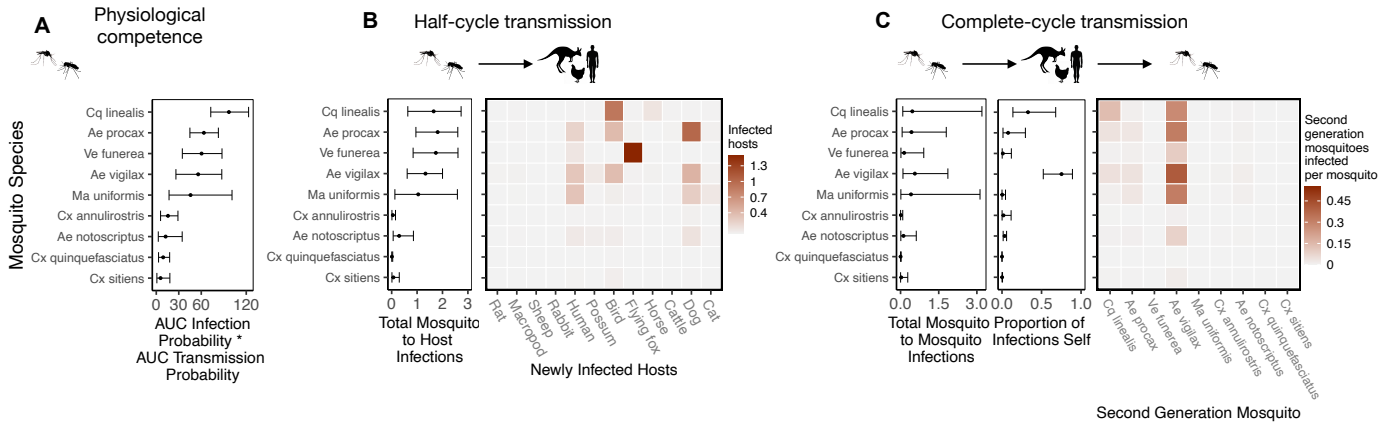 A
Physiological
competence
Mosquito Species
Cq linealis
Ae procax
Ve funerea
Ae vigilax
Ma uniformis
Cx annulirostris
Ae notoscriptus
Cx quinquefasciatus
Cx sitiens
0 30 60 120
AUC Infection
Probability *
AUC Transmission
Probability
B
Half-cycle transmission
Cq linealis
Ae procax
Ve funerea
Ae vigilax
Ma uniformis
Cx annulirostris
Ae notoscriptus
Cx quinquefasciatus
Cx sitiens
0 1 2 3
Total Mosquito
to Host
Infections
Rat
Macropod
Sheep
Rabbit
Human
Possum
Bird
Flying fox
Horse
Cattle
Dog
Cat
Newly Infected Hosts
Infected
hosts
1.3
1
0.7
0.4
C
Complete-cycle transmission
Cq linealis
Ae procax
Ve funerea
Ae vigilax
Ma uniformis
Cx annulirostris
Ae notoscriptus
Cx quinquefasciatus
Cx sitiens
0.0 1.5 3.0
Total Mosquito
to Mosquito
Infections
0.0 0.5 1.0
Proportion of
Infections Self
Cq linealis
Ae procax
Ve funerea
Ae vigilax
Ma uniformis
Cx annulirostris
Ae notoscriptus
Cx quinquefasciatus
Cx sitiens
Second Generation Mosquito
Second
generation
mosquitoes
infected
per mosquito
0.45
0.3
0.15
0